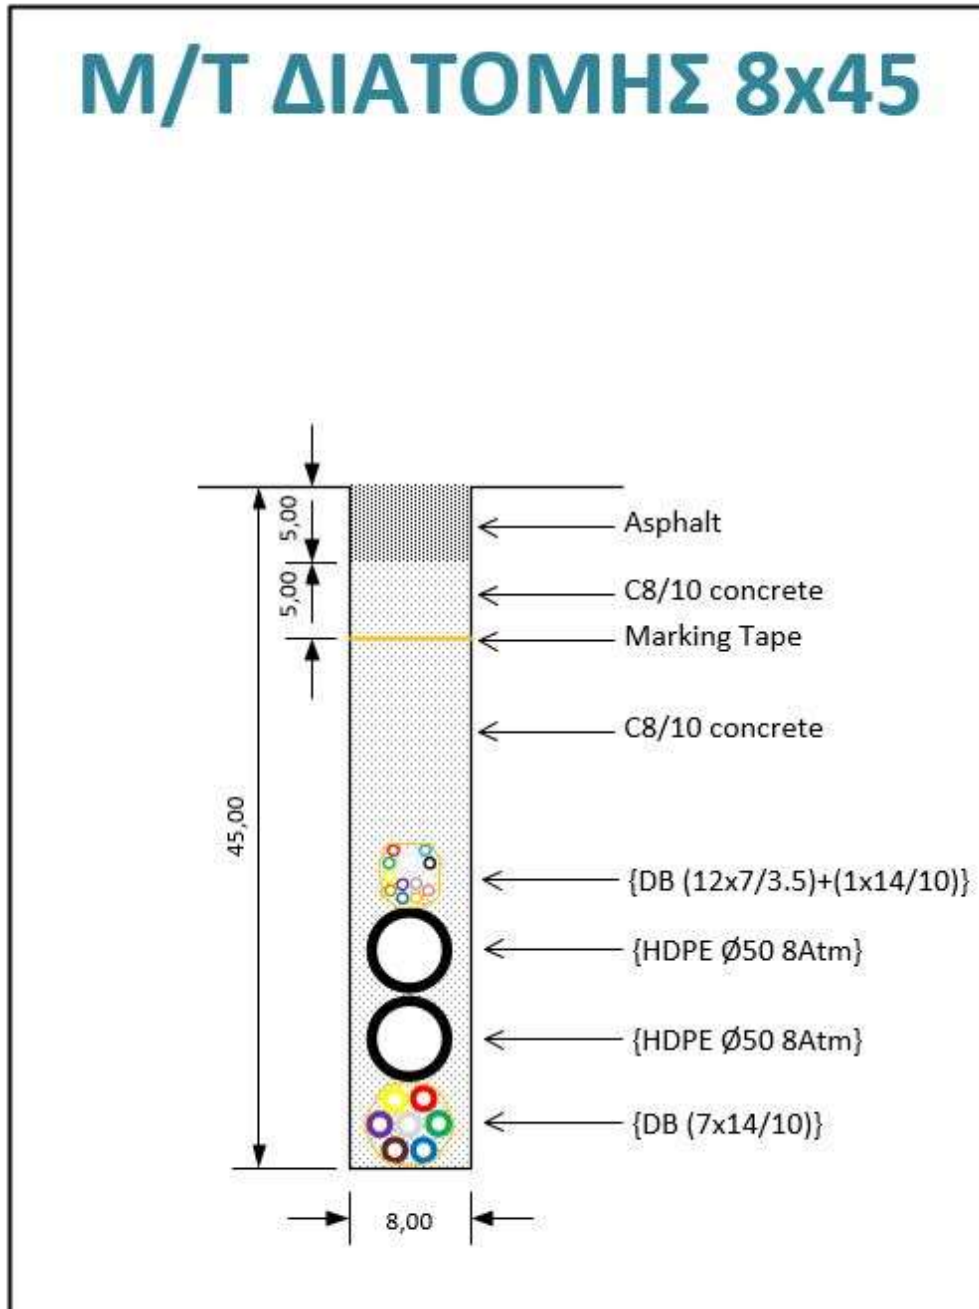 Μ/Τ ΔΙΑΤΟΜΗΣ 8x45
5,00
Asphalt
5,00
C8/10 concrete
Marking Tape
C8/10 concrete
45,00
{DB (12x7/3.5)+(1x14/10)}
{HDPE Ø50 8Atm}
{HDPE Ø50 8Atm}
{DB (7x14/10)}
8,00